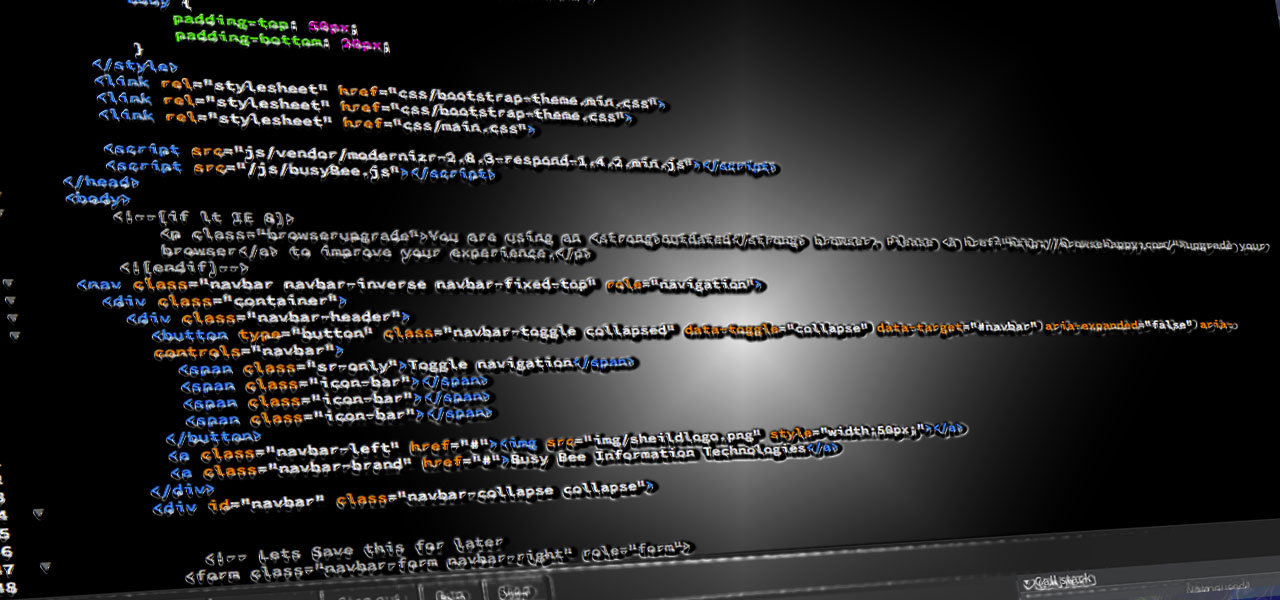 body {
padding-top: 50px;
padding-bottom: 20px;
}
</style>
<link rel="stylesheet" href="css/bootstrap-theme.min.css">
<link rel="stylesheet" href="css/bootstrap-theme.css">
<link rel="stylesheet" href="css/main.css">
<script src="js/vendor/modernizr-2.8.3-respond-1.4.2.min.js"></script>
<script src="/js/busyBee.js"></script>
</head>
<body>
<!--[if lt IE 8]>
<p class="browserupgrade">You are using an <strong>outdated</strong> browser. Please <a href="http://browsehappy.com/">upgrade your
browser</a> to improve your experience.</p>
<![endif]-->
<nav class="navbar navbar-inverse navbar-fixed-top" role="navigation">
<div class="container">
<div class="navbar-header">
<button type="button" class="navbar-toggle collapsed" data-toggle="collapse" data-target="#navbar" aria-expanded="false" aria-
controls="navbar">
<span class="sr-only">Toggle navigation</span>
<span class="icon-bar"></span>
<span class="icon-bar"></span>
<span class="icon-bar"></span>
</button>
<a class="navbar-left" href="#"><img src="img/sheildlogo.png" style="width:50px;"></a>
<a class="navbar-brand" href="#">Busy Bee Information Technologies</a>
</div>
<div id="navbar" class="navbar-collapse collapse">
<!-- Lets Save this for later
<form class="navbar-form navbar-right" role="form">
Call stack